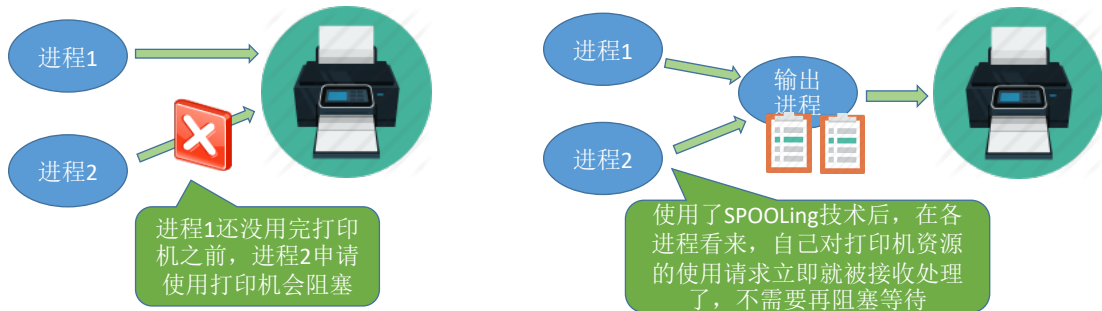 进程1
进程2
进程1还没用完打印
机之前，进程2申请
使用打印机会阻塞
进程1
输出
进程
进程2
使用了SPOOLing技术后，在各
进程看来，自己对打印机资源
的使用请求立即就被接收处理
了，不需要再阻塞等待